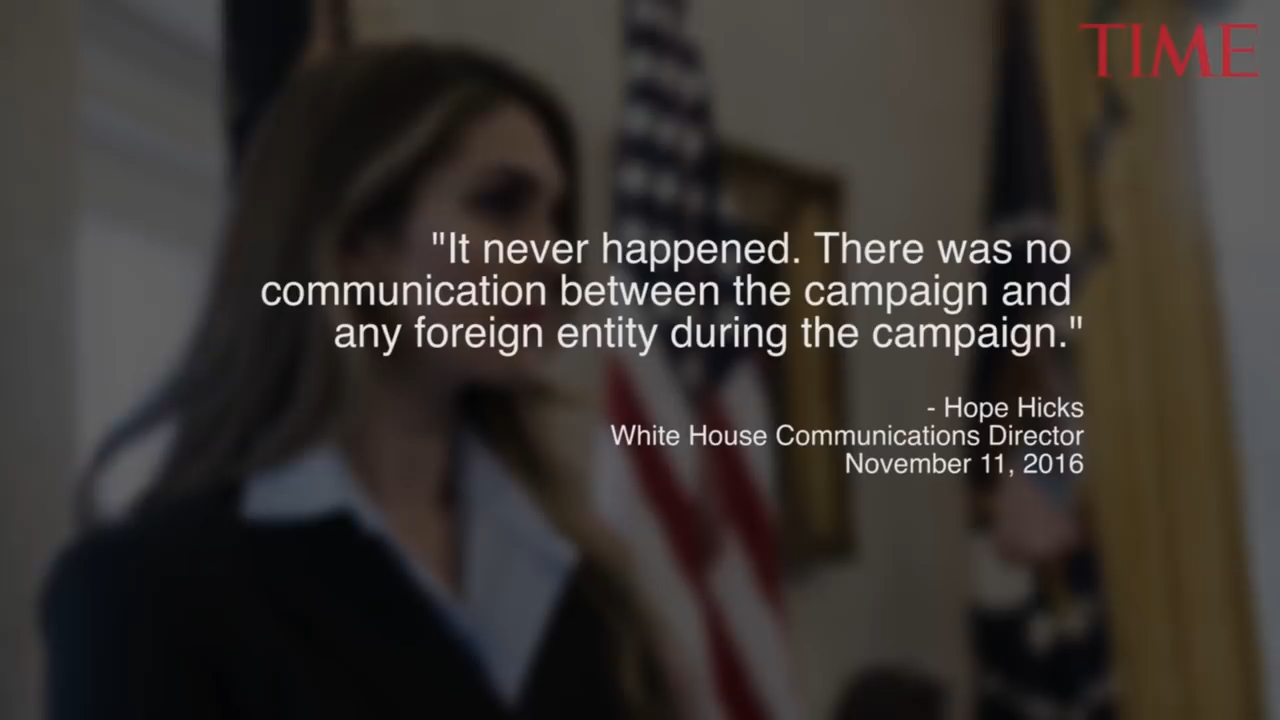 TIME
"It never happened. There was no
communication between the campaign and
any foreign entity during the campaign."
- Hope Hicks
White House Communications Director
November 11, 2016